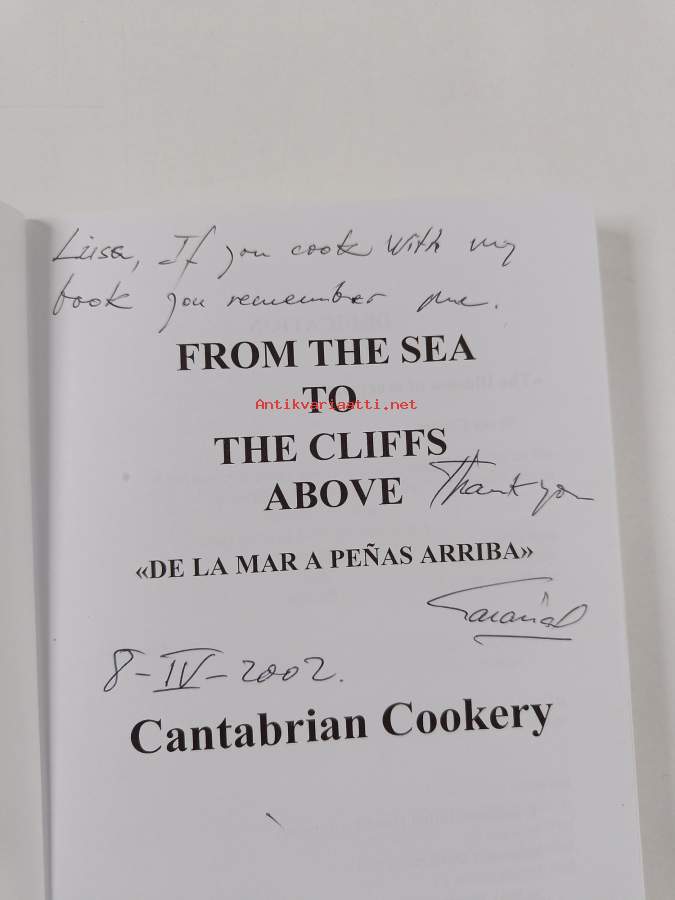 Liisa, If you cook with my
book you remember me.
FROM THE SEA
TO
Antikvariaatti.net
THE CLIFFS
ABOVE
Thank you
«DE LA MAR A PEÑAS ARRIBA»
8-IV-2002.
Cantabrian Cookery